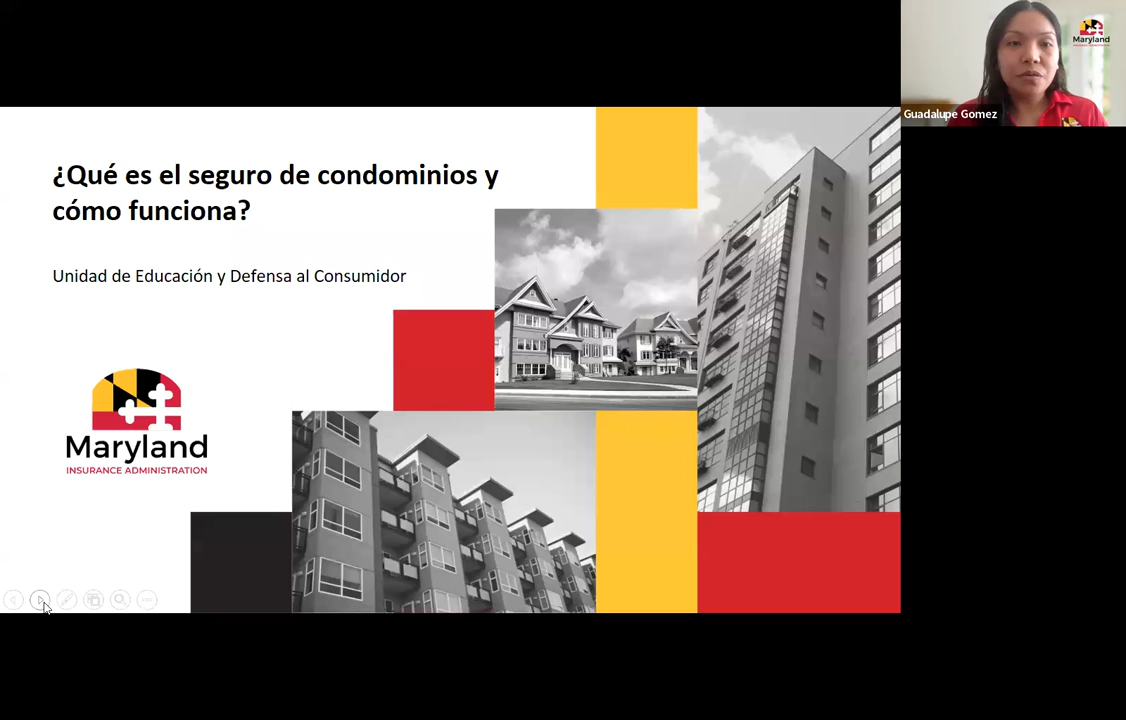 ¿Qué es el seguro de condominios y
cómo funciona?
Unidad de Educación y Defensa al Consumidor
Maryland
INSURANCE ADMINISTRATION
Maryland
Guadalupe Gomez